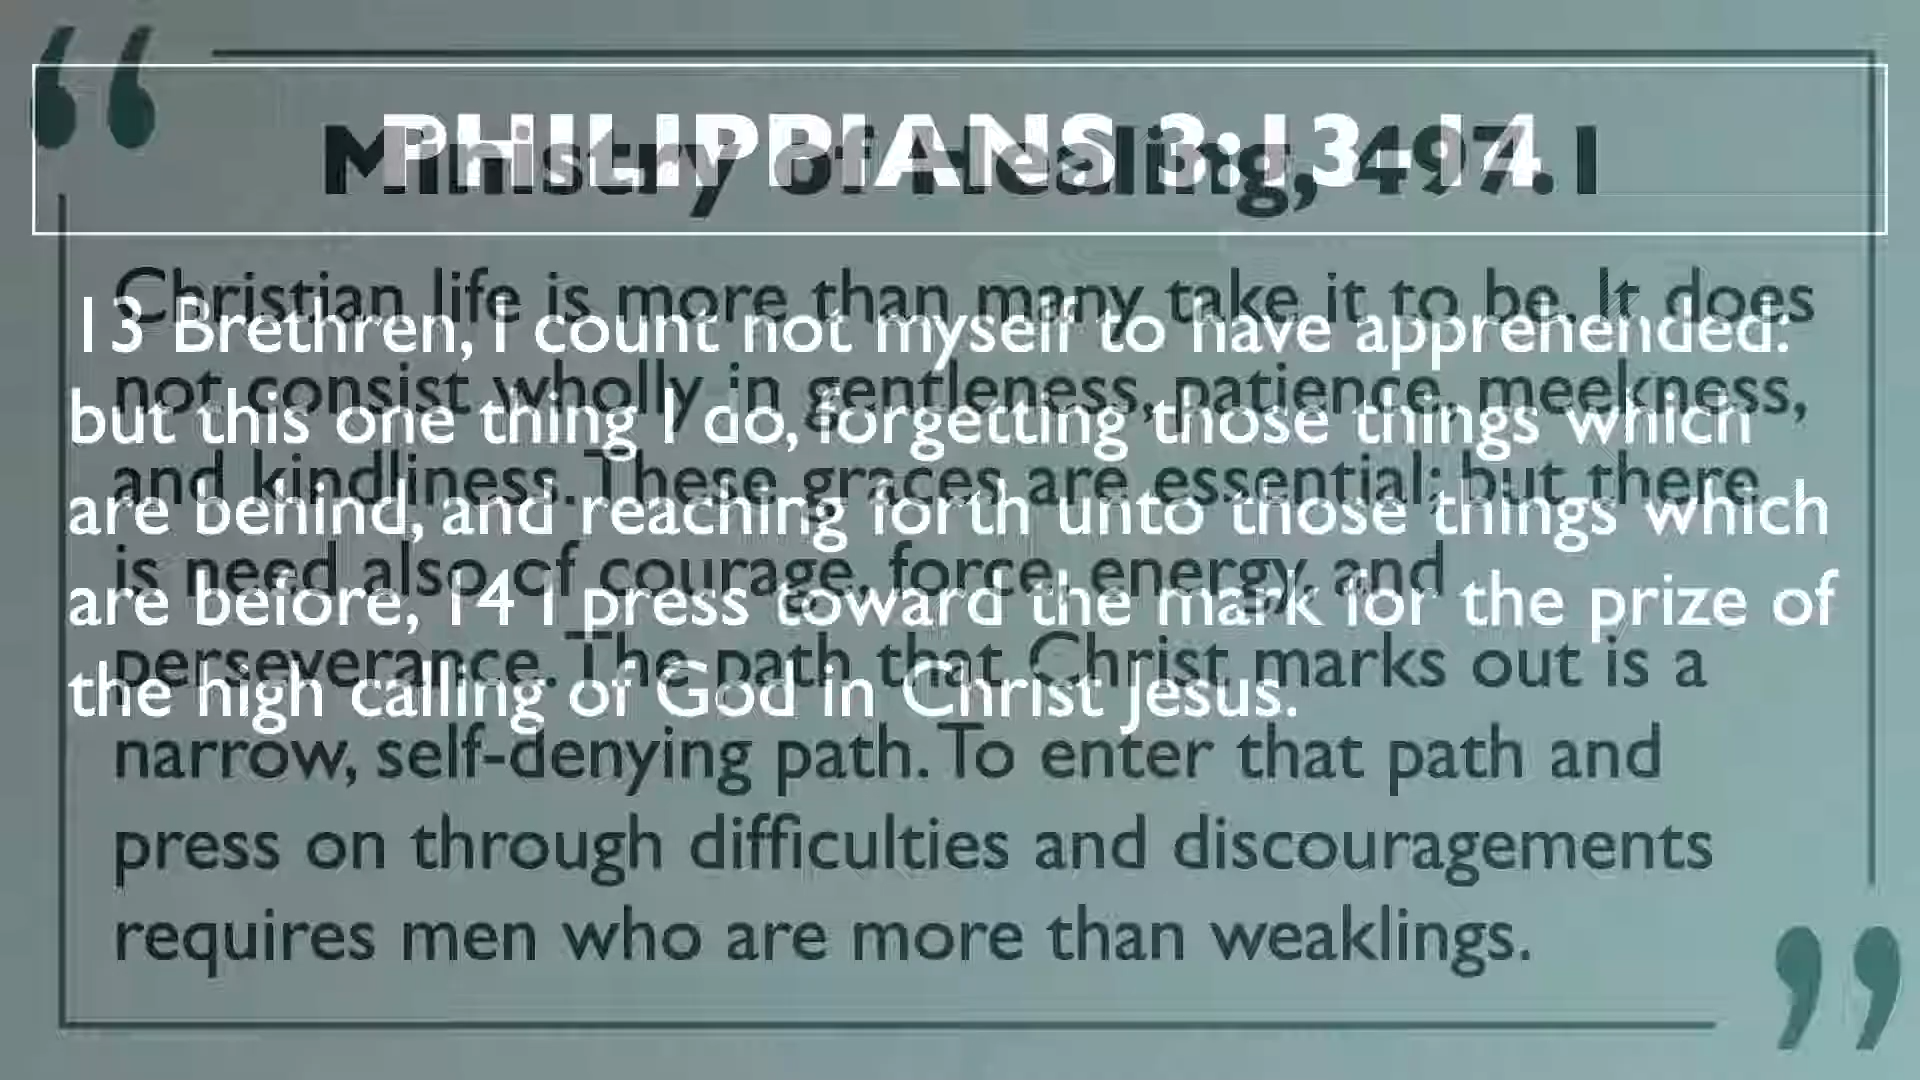 PHILIPPIANS 3:13-14
13 Brethren, I count not myself to have apprehended:
but this one thing I do, forgetting those things which
are behind, and reaching forth unto those things which
are before, 14 I press toward the mark for the prize of
the high calling of God in Christ Jesus.
“
Ministry of Healing, 497.1
Christian life is more than many take it to be. It does
not consist wholly in gentleness, patience, meekness,
and kindliness. These graces are essential; but there
is need also of courage, force, energy, and
perseverance. The path that Christ marks out is a
narrow, self-denying path. To enter that path and
press on through difficulties and discouragements
requires men who are more than weaklings.
”